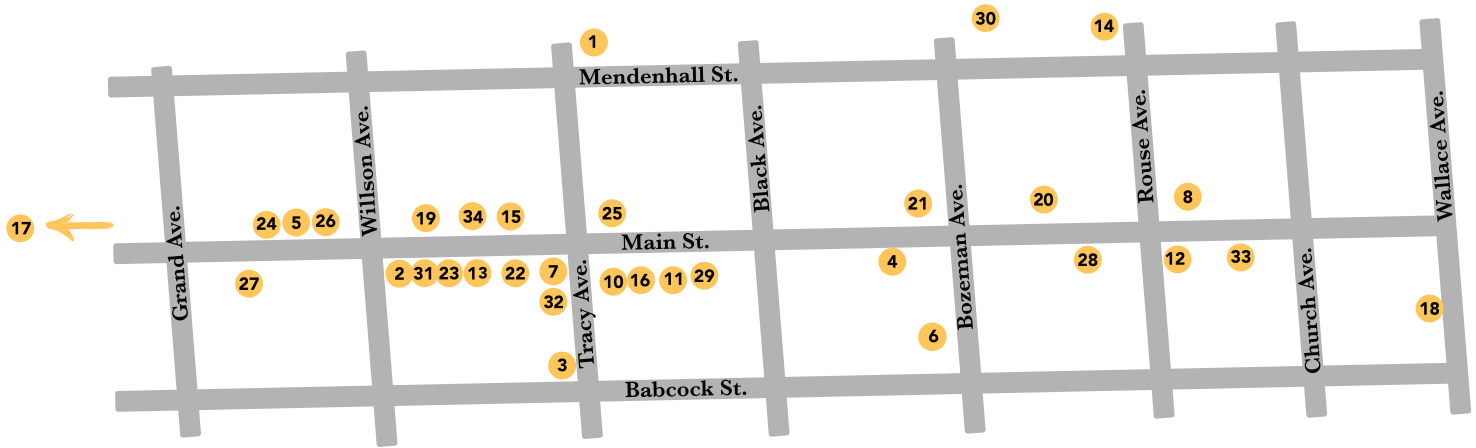 30
14
1
Mendenhall St.
Grand Ave.
Willson Ave.
Tracy Ave.
Black Ave.
Bozeman Ave.
Rouse Ave.
Church Ave.
Wallace Ave.
17
24 5 26
19 34 15
25
21
20
8
Main St.
27
2 31 23 13 22 7
32
10 16 11 29
4
28
12
33
18
6
3
Babcock St.